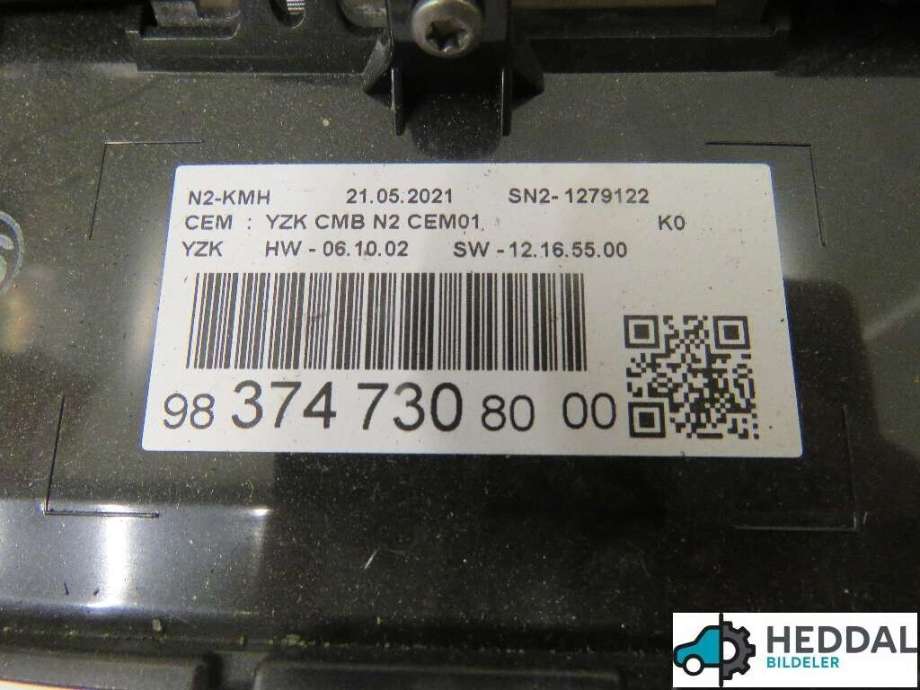 N2-KMH 21.05.2021 SN2- 1279122
CEM : YZK CMB N2 CEM01 K0
YZK HW - 06.10.02 SW - 12.16.55.00
98 374 730 80 00
HEDDAL
BILDELER